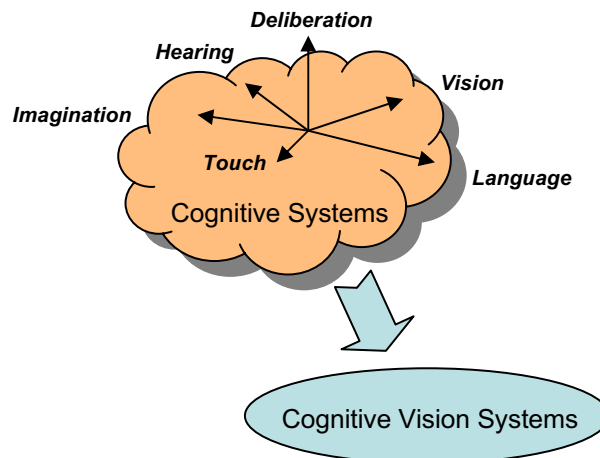 Deliberation
Hearing
Vision
Imagination
Touch
Language
Cognitive Systems
Cognitive Vision Systems